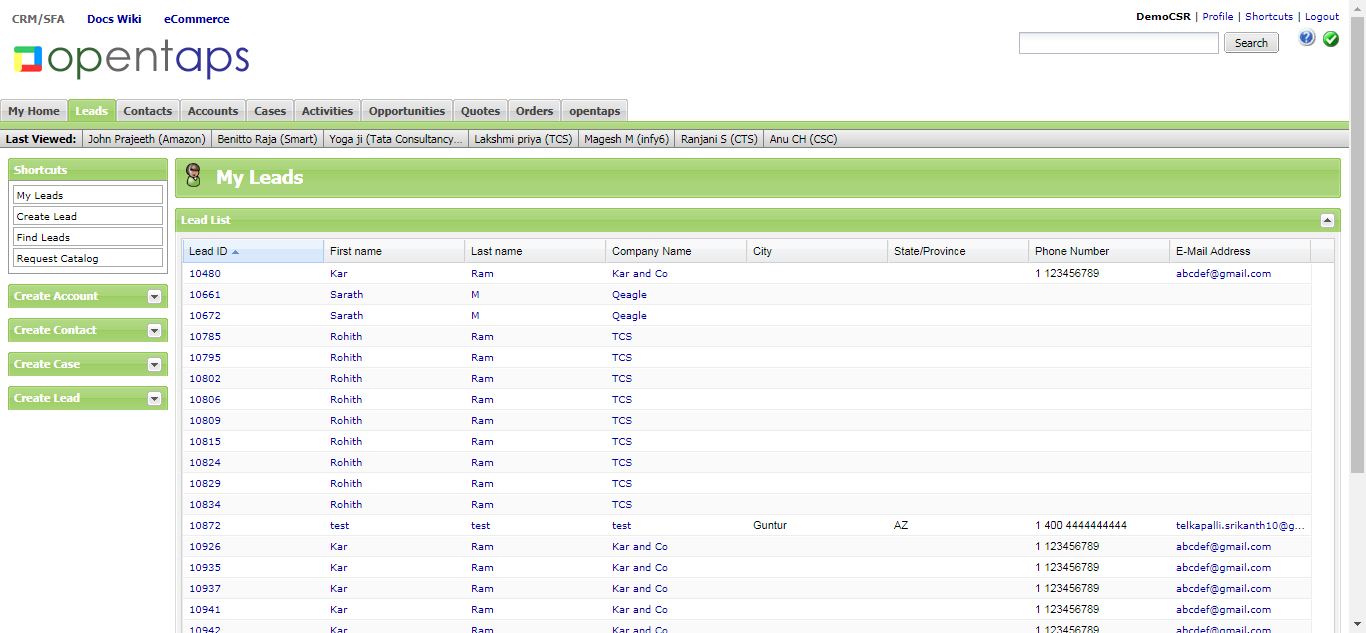 CRM/SFA Docs Wiki eCommerce
DemoCSR | Profile | Shortcuts | Logout
opentaps
Search
My Home Leads Contacts Accounts Cases Activities Opportunities Quotes Orders opentaps
Last Viewed: John Prajeeth (Amazon) Benitto Raja (Smart) Yoga ji (Tata Consultancy... Lakshmi priya (TCS) Magesh M (infy6) Ranjani S (CTS) Anu CH (CSC)
Shortcuts
My Leads
Create Lead
Find Leads
Request Catalog
Create Account
Create Contact
Create Case
Create Lead
My Leads
Lead List
Lead ID First name Last name Company Name City State/Province Phone Number E-Mail Address
10480 Kar Ram Kar and Co 1 123456789 abcdef@gmail.com
10661 Sarath M Qeagle
10672 Sarath M Qeagle
10785 Rohith Ram TCS
10795 Rohith Ram TCS
10802 Rohith Ram TCS
10806 Rohith Ram TCS
10809 Rohith Ram TCS
10815 Rohith Ram TCS
10824 Rohith Ram TCS
10829 Rohith Ram TCS
10834 Rohith Ram TCS
10872 test test test Guntur AZ 1 400 4444444444 telkapalli.srikanth10@g...
10926 Kar Ram Kar and Co 1 123456789 abcdef@gmail.com
10935 Kar Ram Kar and Co 1 123456789 abcdef@gmail.com
10937 Kar Ram Kar and Co 1 123456789 abcdef@gmail.com
10941 Kar Ram Kar and Co 1 123456789 abcdef@gmail.com
10942 Kar Ram Kar and Co 1 123456789 abcdef@gmail.com